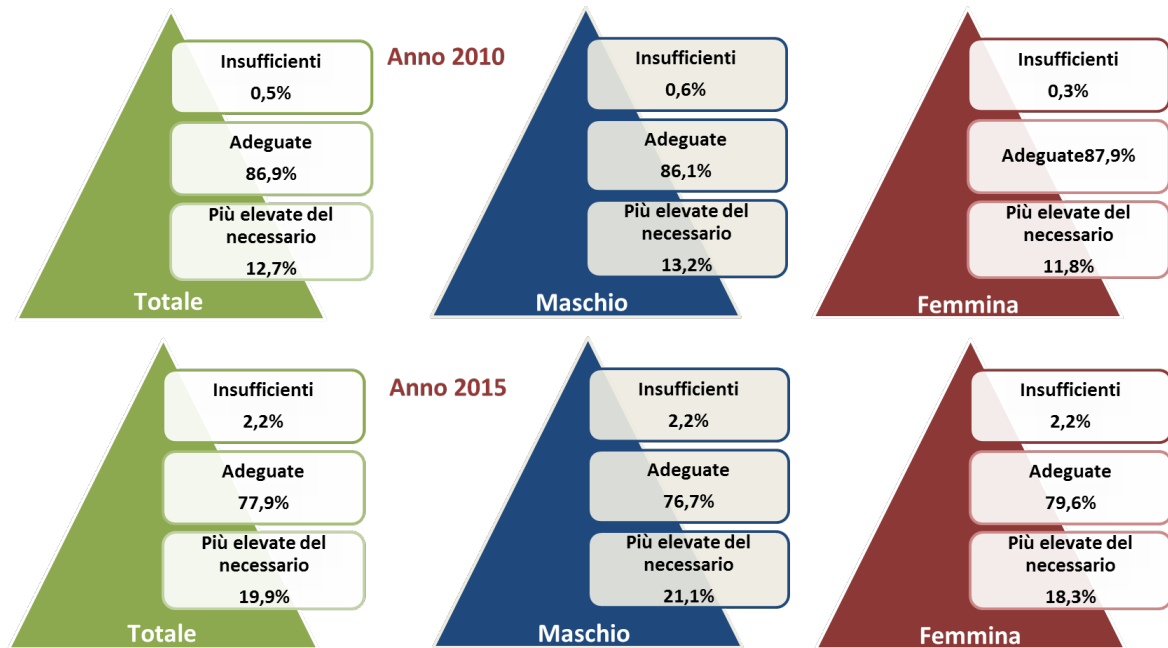 Anno 2010
Insufficienti
0,5%
Adeguate
86,9%
Più elevate del
necessario
12,7%
Totale
Insufficienti
0,6%
Adeguate
86,1%
Più elevate del
necessario
13,2%
Maschio
Insufficienti
0,3%
Adeguate87,9%
Più elevate del
necessario
11,8%
Femmina
Anno 2015
Insufficienti
2,2%
Adeguate
77,9%
Più elevate del
necessario
19,9%
Totale
Insufficienti
2,2%
Adeguate
76,7%
Più elevate del
necessario
21,1%
Maschio
Insufficienti
2,2%
Adeguate
79,6%
Più elevate del
necessario
18,3%
Femmina